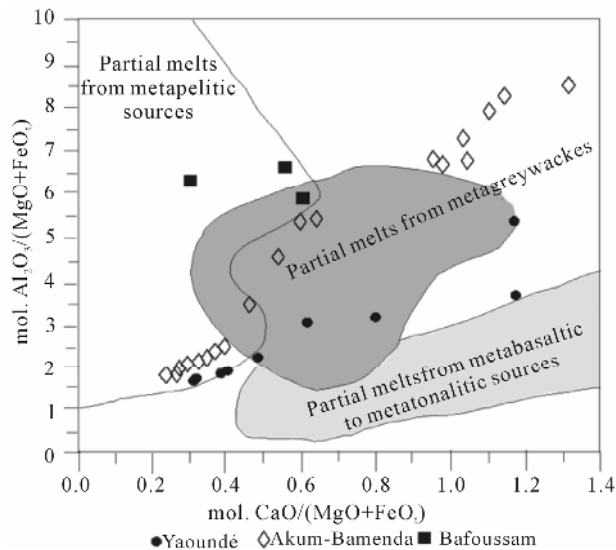 10
9
8
7
6
5
4
3
2
1
0
mol. Al₂O₃/(MgO+FeOₜ)
Partial melts
from metapelitic
sources
Partial melts from metagreywackes
Partial meltsfrom metabasaltic
to metatonalitic sources
0.0 0.2 0.4 0.6 0.8 1.0 1.2 1.4
mol. CaO/(MgO+FeOₜ)
Yaoundé Akum-Bamenda Bafoussam